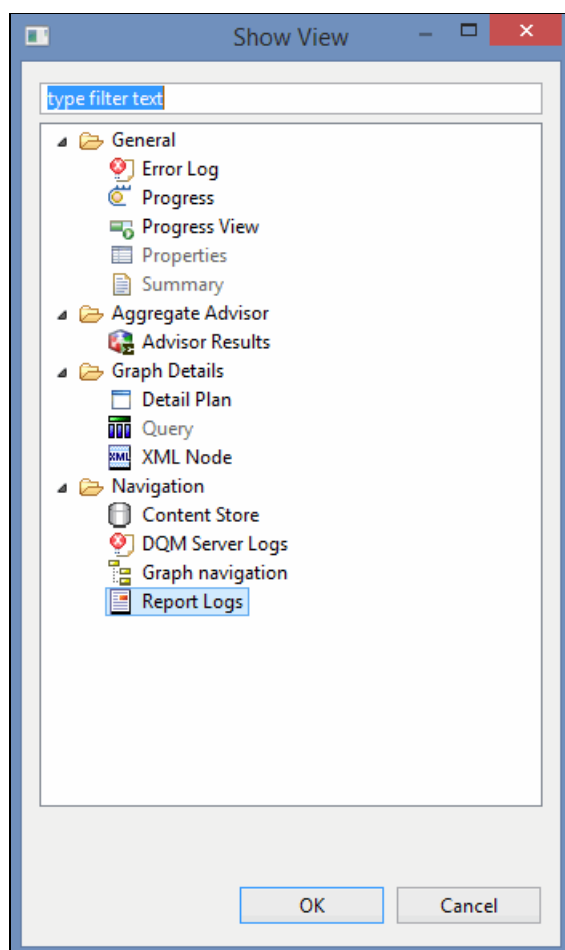 Show View
type filter text
General
Error Log
Progress
Progress View
Properties
Summary
Aggregate Advisor
Advisor Results
Graph Details
Detail Plan
Query
XML
XML Node
Navigation
Content Store
DQM Server Logs
Graph navigation
Report Logs
OK Cancel